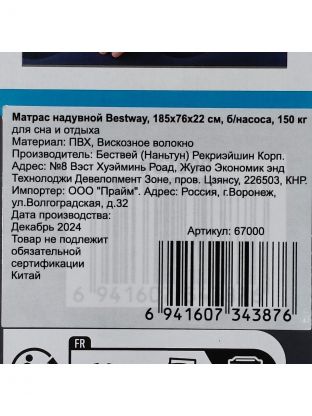 Матрас надувной Bestway, 185x76x22 см, б/насоса, 150 кг
для сна и отдыха
Материал: ПВХ, Вискозное волокно
Производитель: Бествей (Наньтун) Рекриэйшин Корп.
Адрес: №8 Вэст Хуэймин Роад, Жугао Экономик энд
Технолоджи Девелопмент Зоне, пров. Цзянсу, 226503, КНР.
Импортер: ООО "Прайм". Адрес: Россия, г.Воронеж,
ул.Волгоградская, д.32
Дата производства:
Декабрь 2024
Артикул: 67000
Товар не подлежит
обязательной
сертификации
Китай
6 941607 343876
FR